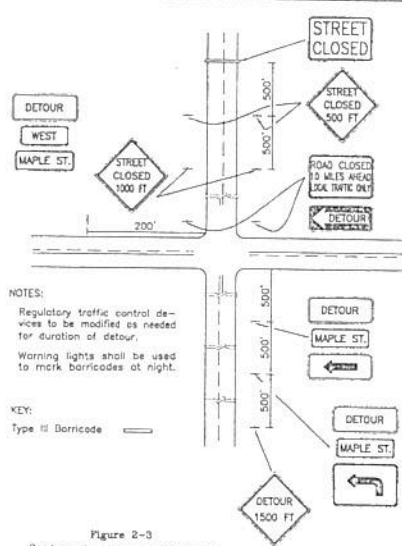 STREET
CLOSED
500'
500'
STREET
CLOSED
500 FT
DETOUR
WEST
MAPLE ST.
STREET
CLOSED
1000 FT
ROAD CLOSED
10 MILES AHEAD
LOCAL TRAFFIC ONLY
DETOUR
200'
NOTES:
Regulatory traffic control de-
vices to be modified as needed
for duration of detour.
Warning lights shall be used
to mark barricades at night.
KEY:
Type III Barricade
500'
500'
500'
DETOUR
MAPLE ST.
DETOUR
MAPLE ST.
DETOUR
1500 FT
Figure 2-3